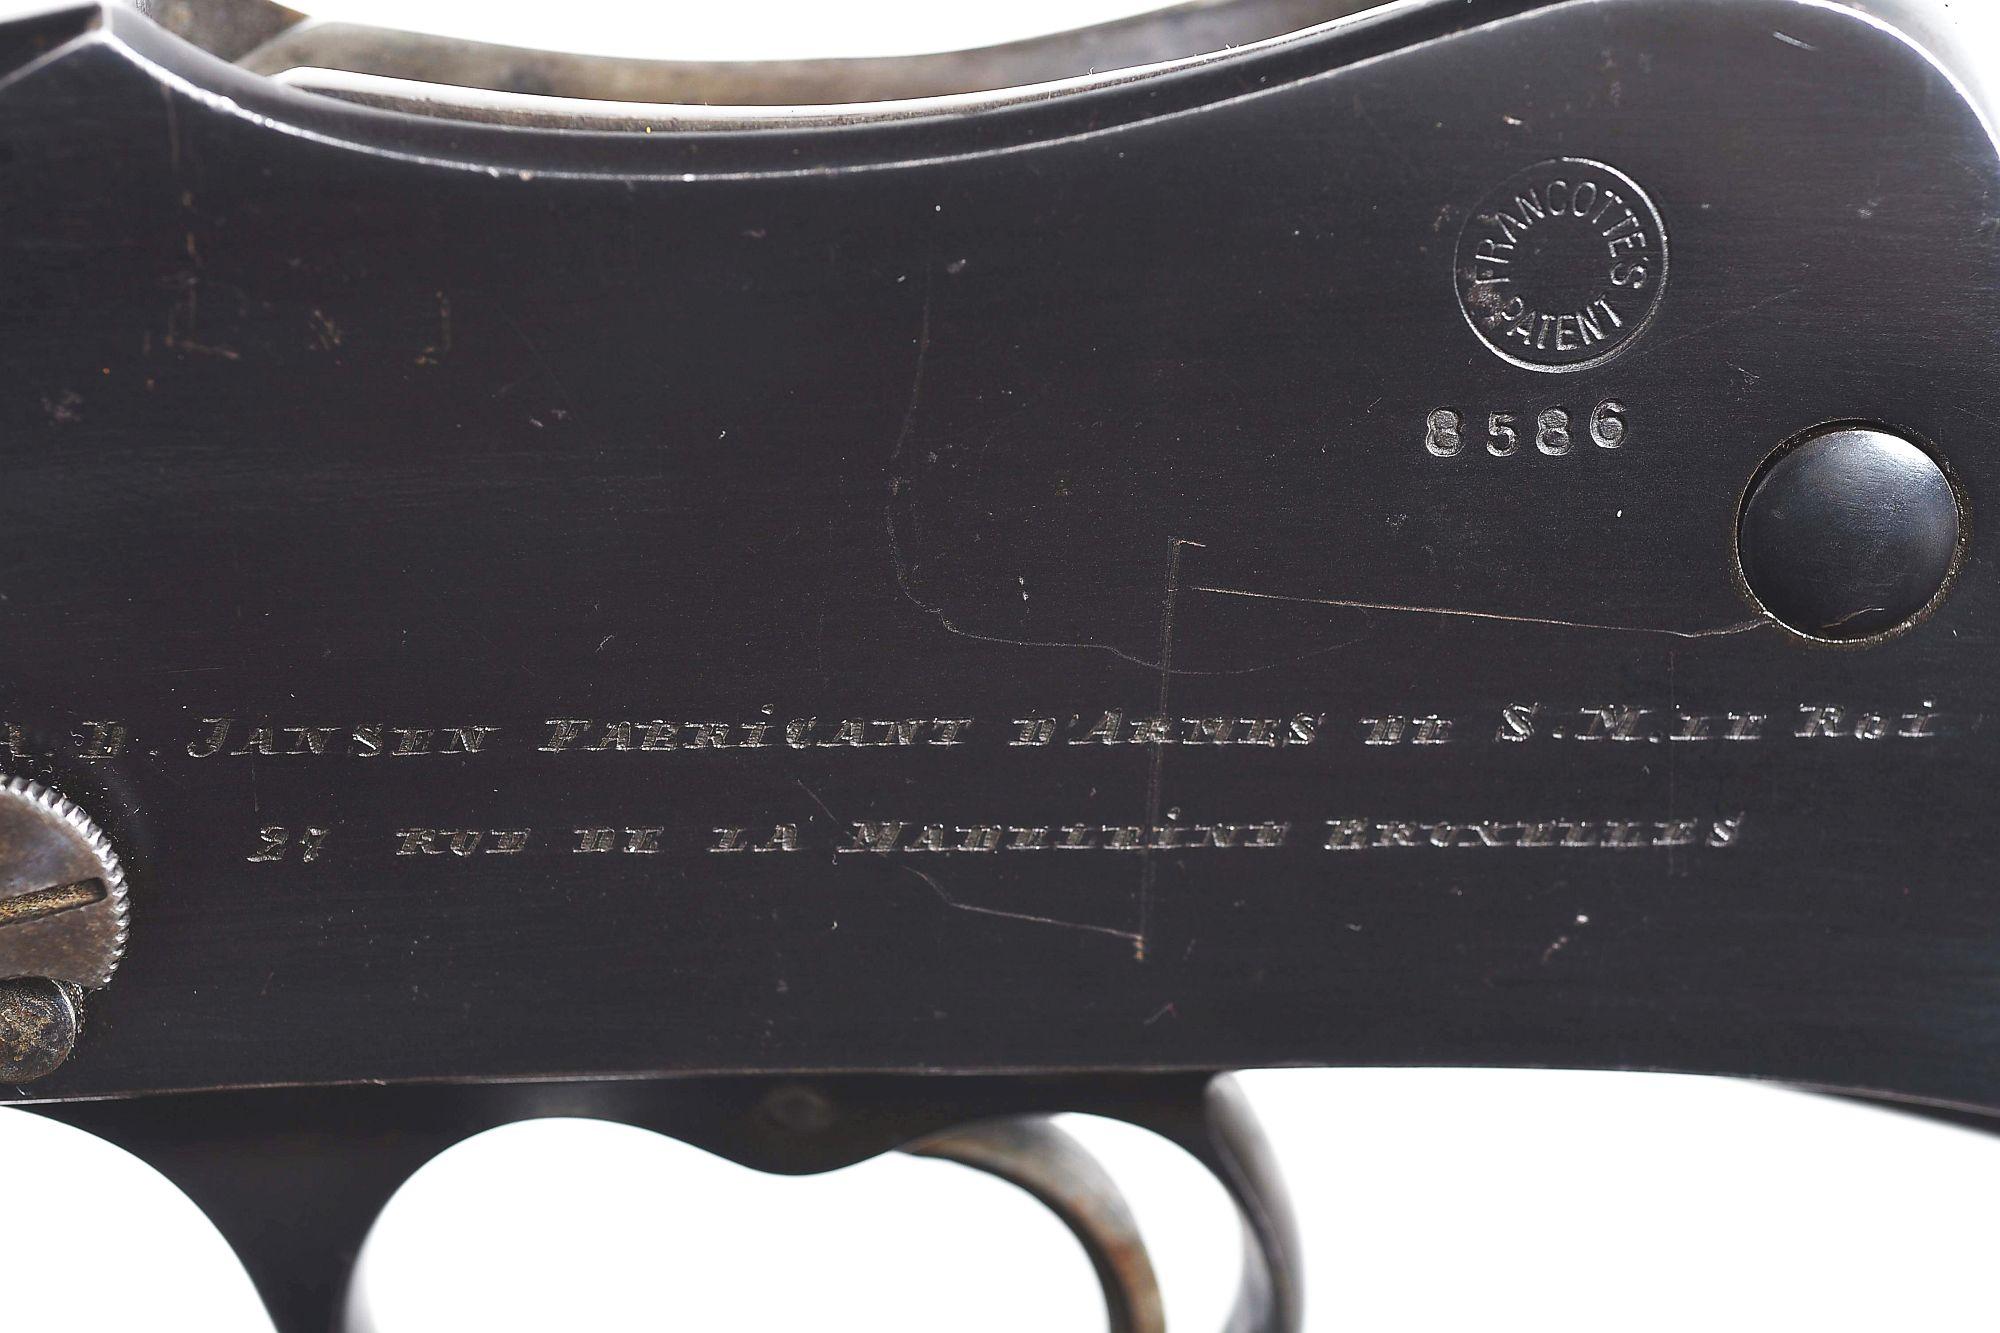 FRANCOTTE'S PATENT
8586
A.D. JANSEN FABRiCANT D'ARMES DE S.M. LE Roi
27 RUE DE LA MADELEiNE BRUXELLES